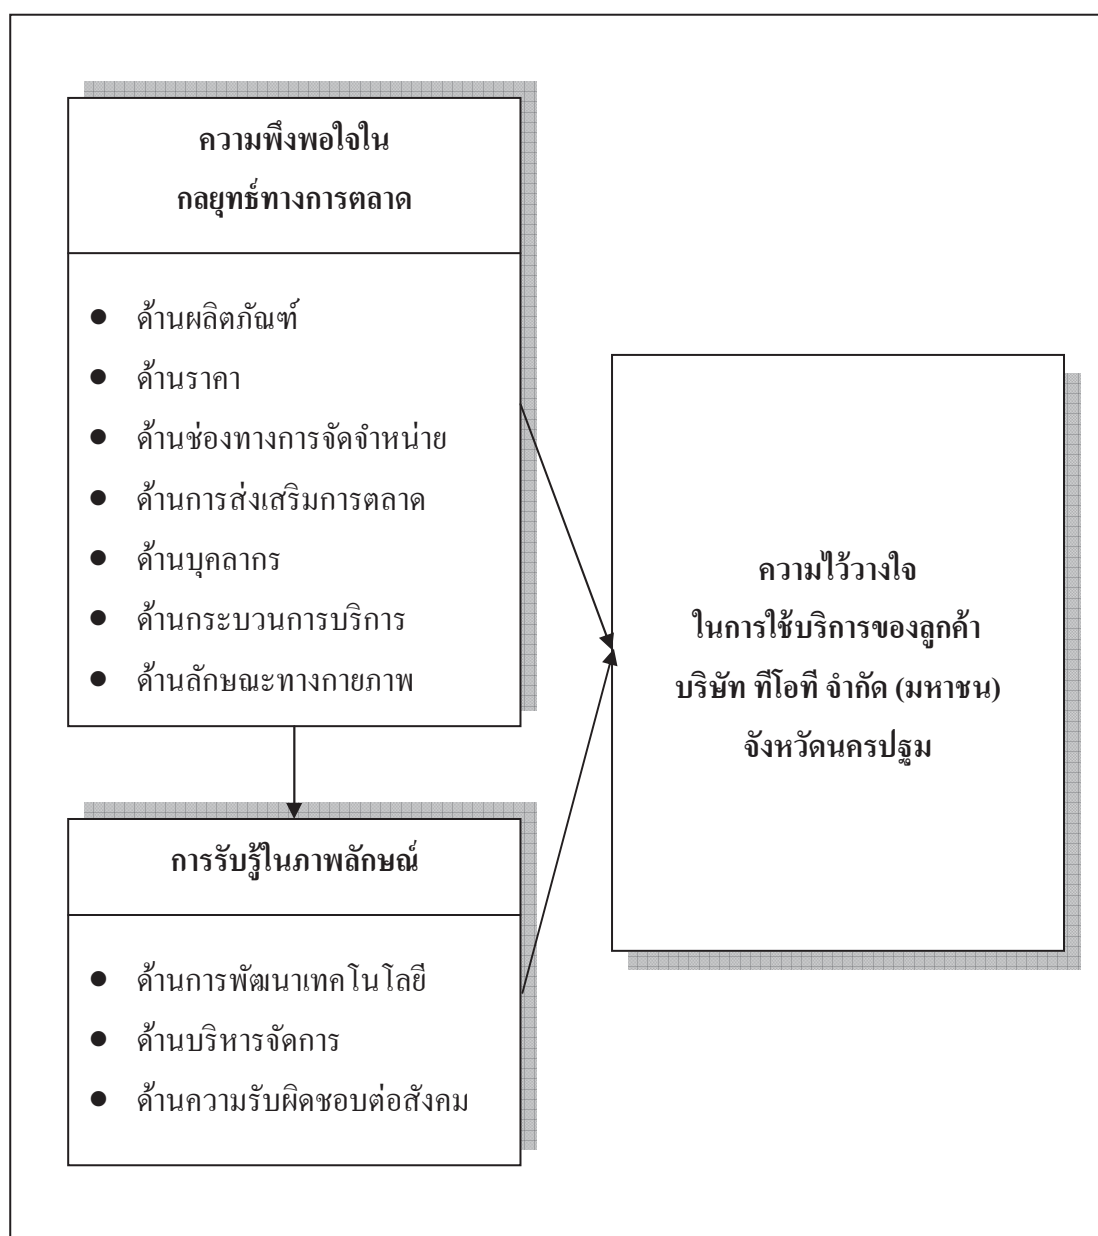 ความพึงพอใจใน
กลยุทธ์ทางการตลาด
● ด้านผลิตภัณฑ์
● ด้านราคา
● ด้านช่องทางการจัดจำหน่าย
● ด้านการส่งเสริมการตลาด
● ด้านบุคลากร
● ด้านกระบวนการบริการ
● ด้านลักษณะทางกายภาพ
การรับรู้ในภาพลักษณ์
● ด้านการพัฒนาเทคโนโลยี
● ด้านบริหารจัดการ
● ด้านความรับผิดชอบต่อสังคม
ความไว้วางใจ
ในการใช้บริการของลูกค้า
บริษัท ทีโอที จำกัด (มหาชน)
จังหวัดนครปฐม